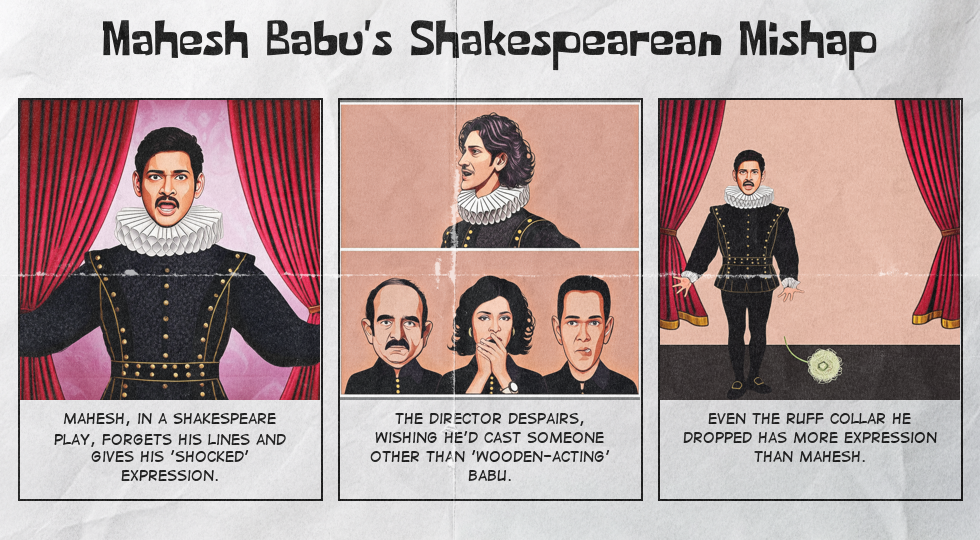 Mahesh Babu's Shakespearean Mishap
MAHESH, IN A SHAKESPEARE
PLAY, FORGETS HIS LINES AND
GIVES HIS 'SHOCKED'
EXPRESSION.
THE DIRECTOR DESPAIRS,
WISHING HE'D CAST SOMEONE
OTHER THAN 'WOODEN-ACTING'
BABU.
EVEN THE RUFF COLLAR HE
DROPPED HAS MORE EXPRESSION
THAN MAHESH.